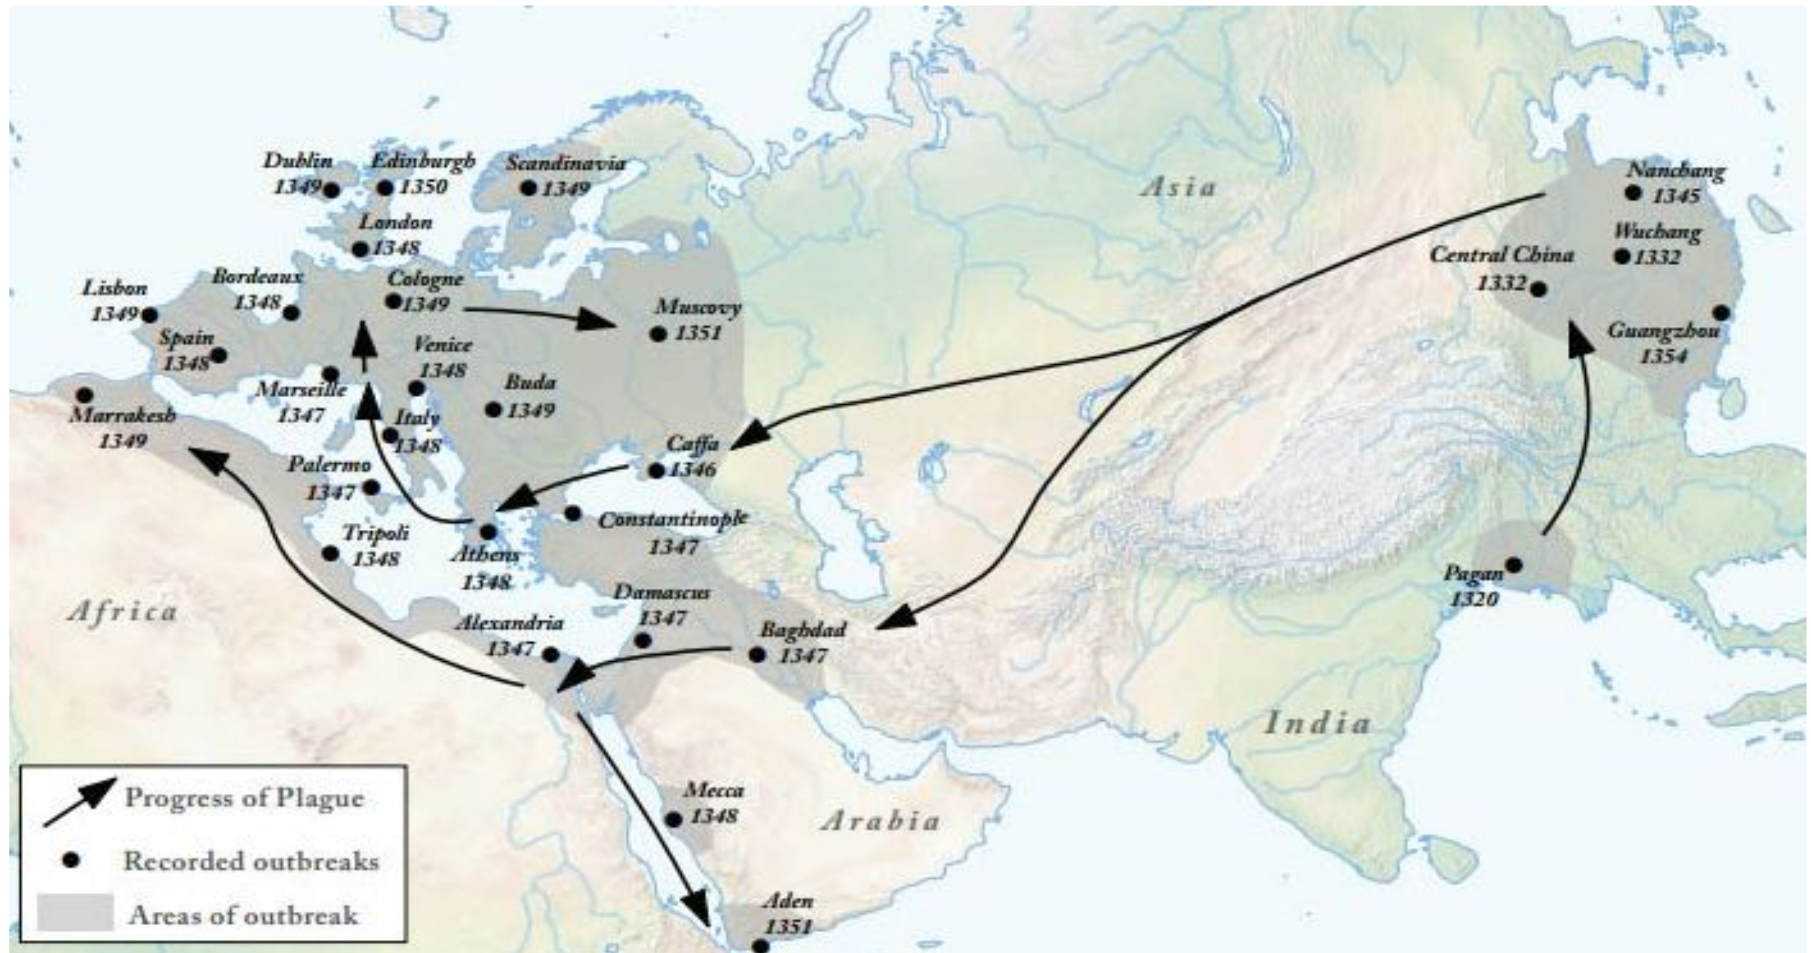 Dublin
1349
Edinburgh
1350
Scandinavia
1349
London
1348
Lisbon
1349
Bordeaux
1348
Cologne
1349
Spain
1348
Marseille
1347
Venice
1348
Buda
1349
Muscovy
1351
Marrakesh
1349
Italy
1348
Caffa
1346
Palermo
1347
Tripoli
1348
Athens
1348
Constantinople
1347
Damascus
1347
Alexandria
1347
Baghdad
1347
Africa
Asia
Nanchang
1345
Wuchang
1332
Central China
1332
Guangzhou
1354
Pagan
1320
India
Mecca
1348
Arabia
Aden
1351
Progress of Plague
Recorded outbreaks
Areas of outbreak